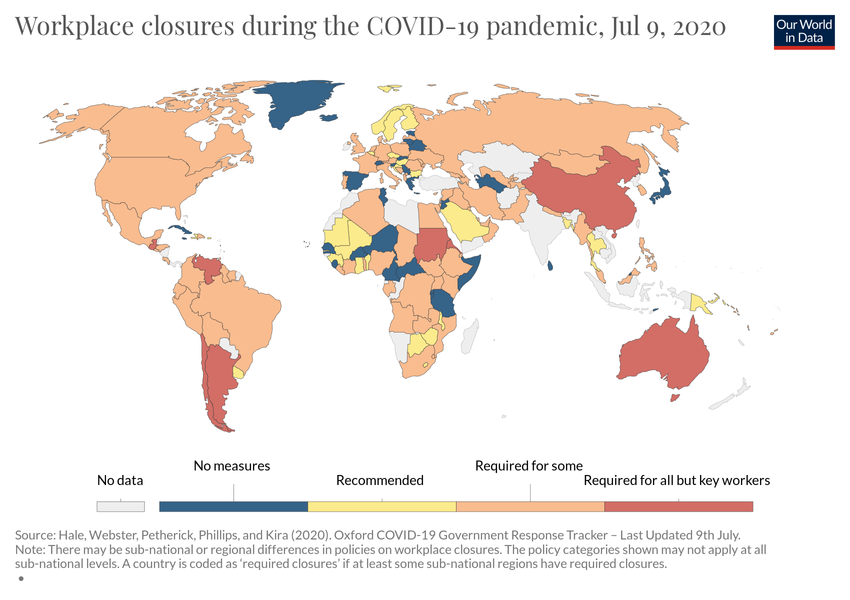 Workplace closures during the COVID-19 pandemic, Jul 9, 2020
Our World
in Data
No data
No measures
Recommended
Required for some
Required for all but key workers
Source: Hale, Webster, Petherick, Phillips, and Kira (2020). Oxford COVID-19 Government Response Tracker – Last Updated 9th July.
Note: There may be sub-national or regional differences in policies on workplace closures. The policy categories shown may not apply at all
sub-national levels. A country is coded as 'required closures' if at least some sub-national regions have required closures.